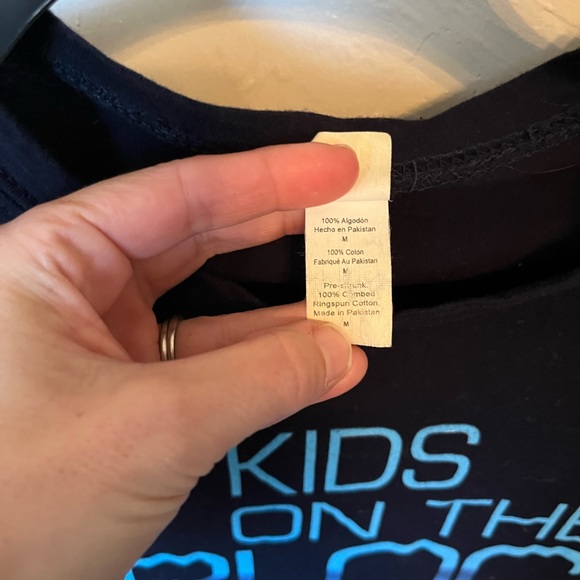 100% Algodón
Hecho en Pakistan
M
100% Coton
Fabriqué Au Pakistan
M
Pre-shrunk.
100% Combed
Ringspun Cotton.
Made in Pakistan
M
KIDS
ON THE
BLOC